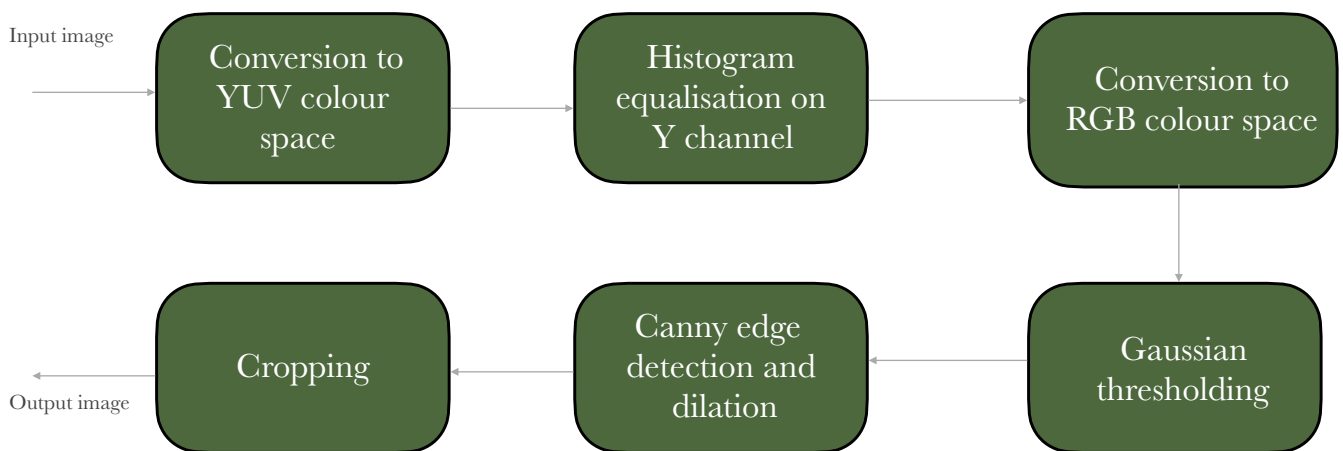 Input image
Conversion to
YUV colour
space
Histogram
equalisation on
Y channel
Conversion to
RGB colour space
Gaussian
thresholding
Canny edge
detection and
dilation
Cropping
Output image